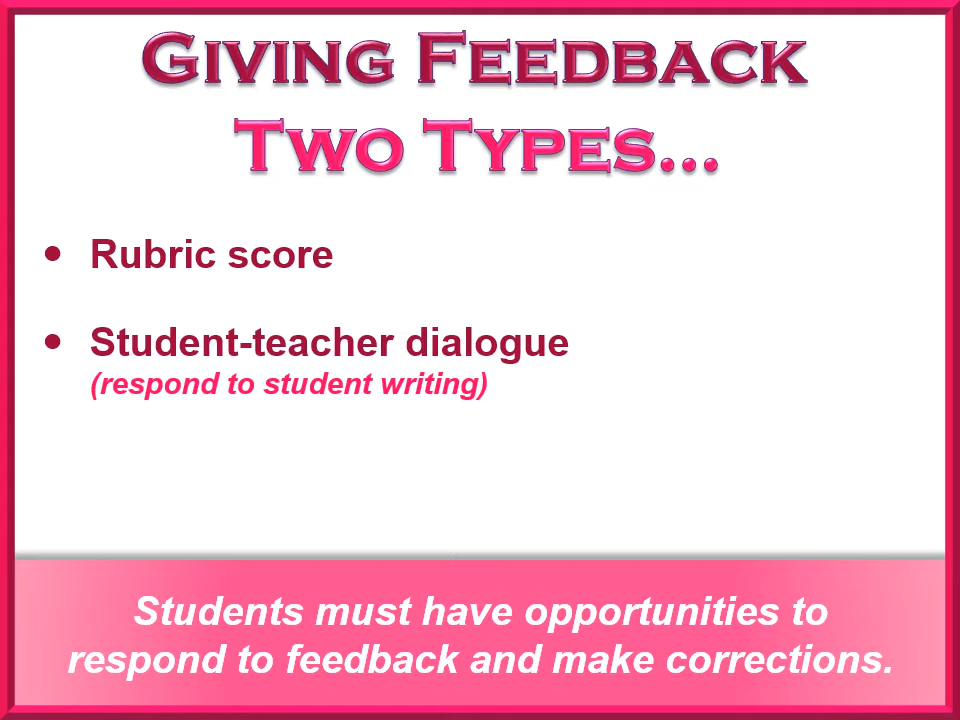 Giving Feedback
Two Types...
• Rubric score
• Student-teacher dialogue
(respond to student writing)
Students must have opportunities to
respond to feedback and make corrections.